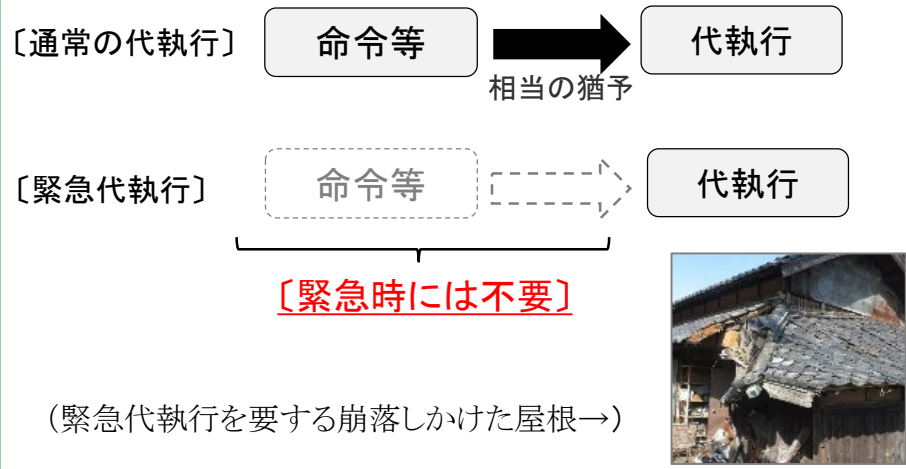 〔通常の代執行〕 命令等 代執行
相当の猶予
〔緊急代執行〕 命令等 代執行
〔緊急時には不要〕
（緊急代執行を要する崩落しかけた屋根→）